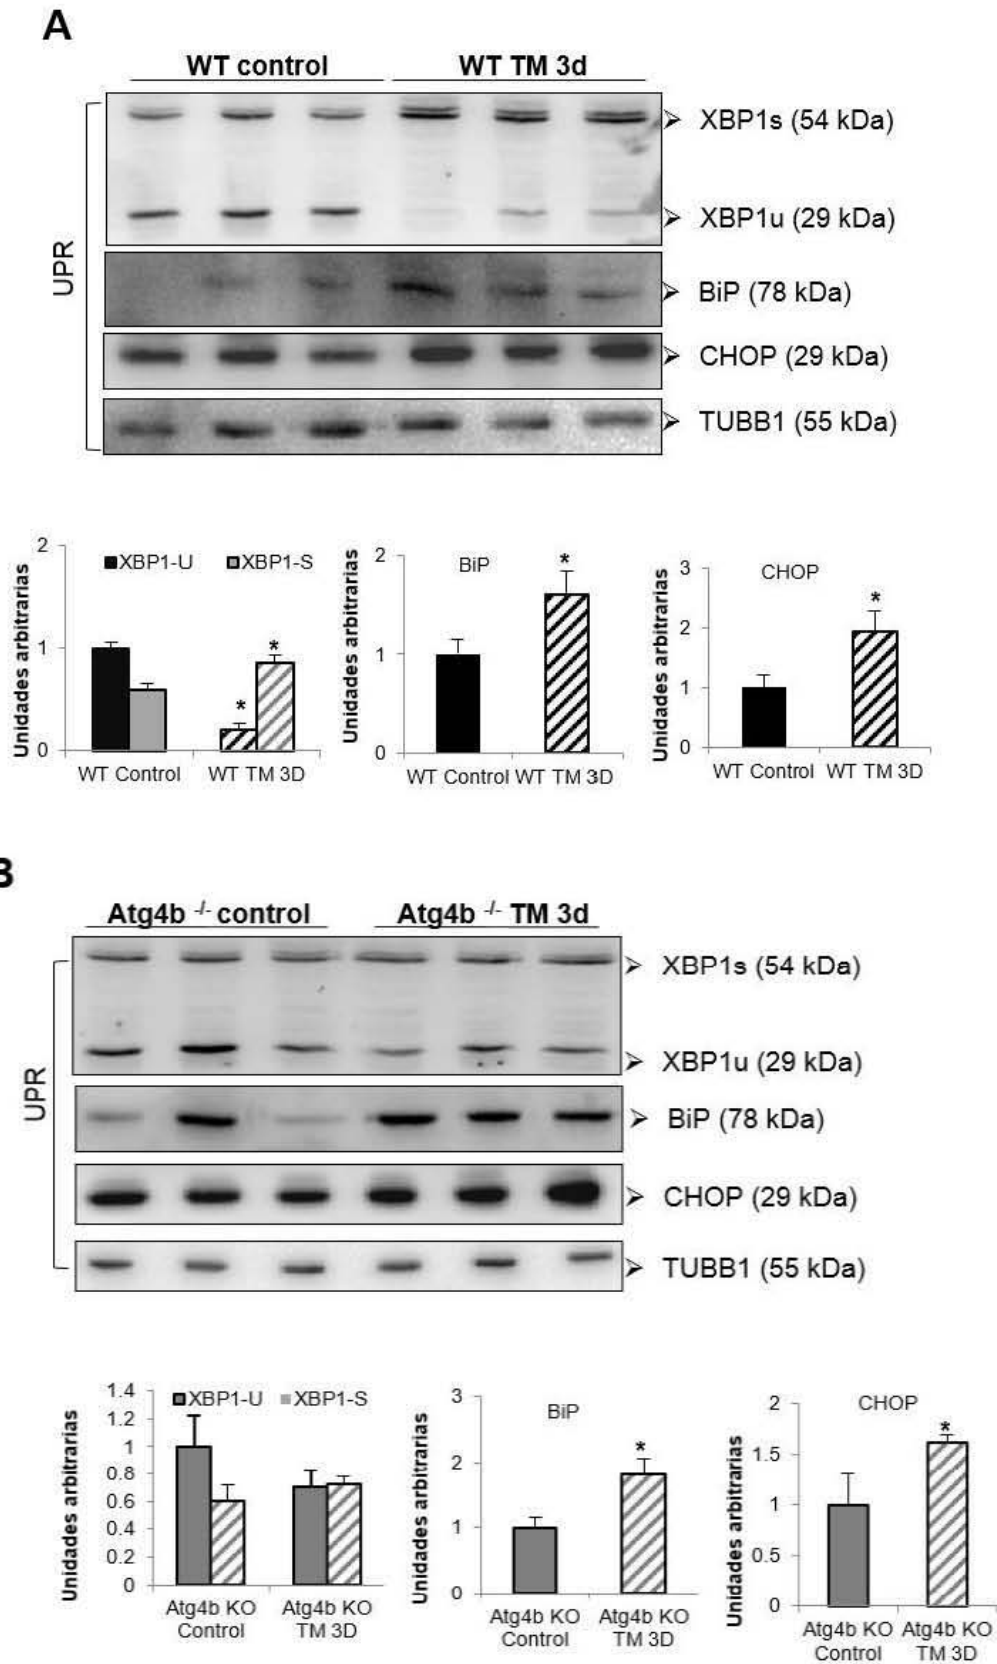 A
WT control WT TM 3d
UPR
XBP1s (54 kDa)
XBP1u (29 kDa)
BiP (78 kDa)
CHOP (29 kDa)
TUBB1 (55 kDa)
Unidades arbitrarias
2
1
0
XBP1-U XBP1-S
*
*
WT Control WT TM 3D
Unidades arbitrarias
2
1
0
BiP
*
WT Control WT TM 3D
Unidades arbitrarias
3
2
1
0
CHOP
*
WT Control WT TM 3D
B
Atg4b -/- control Atg4b -/- TM 3d
UPR
XBP1s (54 kDa)
XBP1u (29 kDa)
BiP (78 kDa)
CHOP (29 kDa)
TUBB1 (55 kDa)
Unidades arbitrarias
1.4
1.2
1
0.8
0.6
0.4
0.2
0
XBP1-U XBP1-S
Atg4b KO Atg4b KO
Control TM 3D
Unidades arbitrarias
3
2
1
0
BiP
*
Atg4b KO Atg4b KO
Control TM 3D
Unidades arbitrarias
2
1.5
1
0.5
0
CHOP
*
Atg4b KO Atg4b KO
Control TM 3D